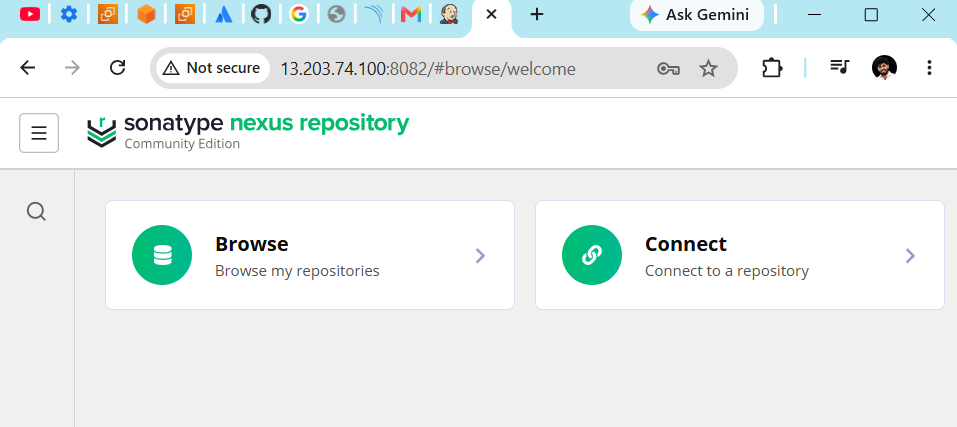 Ask Gemini
Not secure
13.203.74.100:8082/#browse/welcome
sonatype nexus repository
Community Edition
Browse
Browse my repositories
Connect
Connect to a repository